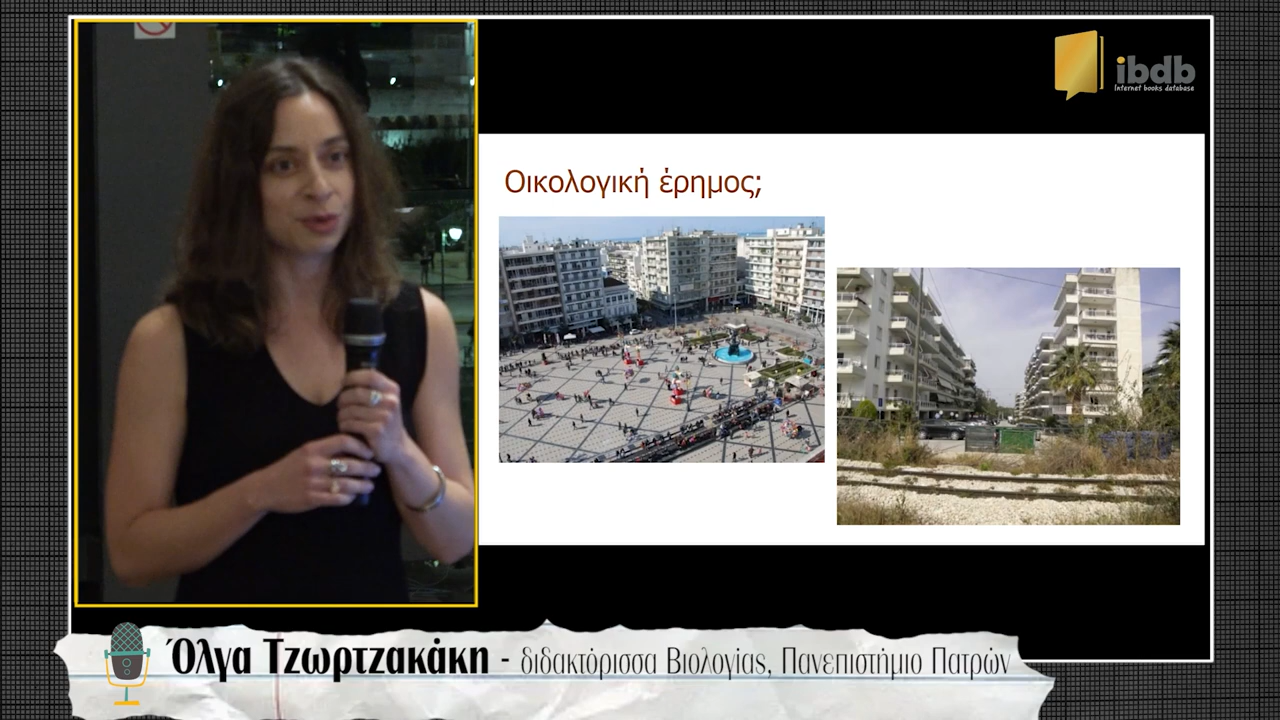 ibdb
Internet books database
Οικολογική έρημος;
Όλγα Τζωρτζακάκη - διδακτόρισσα Βιολογίας, Πανεπιστήμιο Πατρών